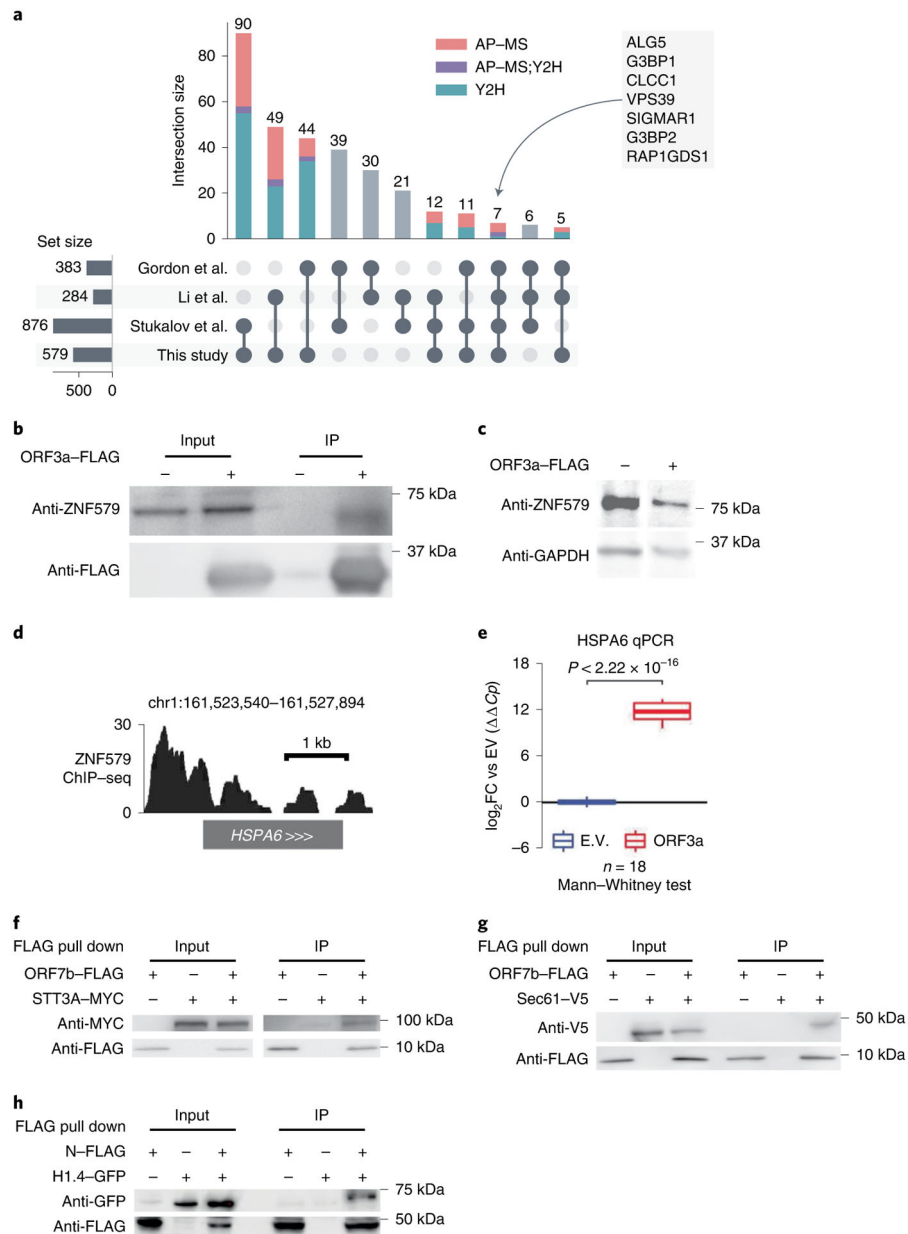 a
90
49
44
39
30
21
12
11
7
6
5
80
60
40
20
0
Intersection size
AP–MS
AP–MS;Y2H
Y2H
ALG5
G3BP1
CLCC1
VPS39
SIGMAR1
G3BP2
RAP1GDS1
Set size
383 Gordon et al.
284 Li et al.
876 Stukalov et al.
579 This study
500 0
b
Input IP
ORF3a–FLAG
– + – +
75 kDa
Anti-ZNF579
37 kDa
Anti-FLAG
c
ORF3a–FLAG – +
Anti-ZNF579
75 kDa
37 kDa
Anti-GAPDH
d
chr1:161,523,540–161,527,894
30
ZNF579
ChIP–seq
0
1 kb
HSPA6 >>>
e
HSPA6 qPCR
P < 2.22 × 10⁻¹⁶
18
12
6
0
–6
log₂FC vs EV (ΔΔCp)
E.V. ORF3a
n = 18
Mann–Whitney test
f
FLAG pull down Input IP
ORF7b–FLAG + – + + – +
STT3A–MYC – + + – + +
Anti-MYC 100 kDa
Anti-FLAG 10 kDa
g
FLAG pull down Input IP
ORF7b–FLAG + – + + – +
Sec61–V5 – + + – + +
Anti-V5 50 kDa
Anti-FLAG 10 kDa
h
FLAG pull down Input IP
N–FLAG + – + + – +
H1.4–GFP – + + – + +
Anti-GFP 75 kDa
Anti-FLAG 50 kDa